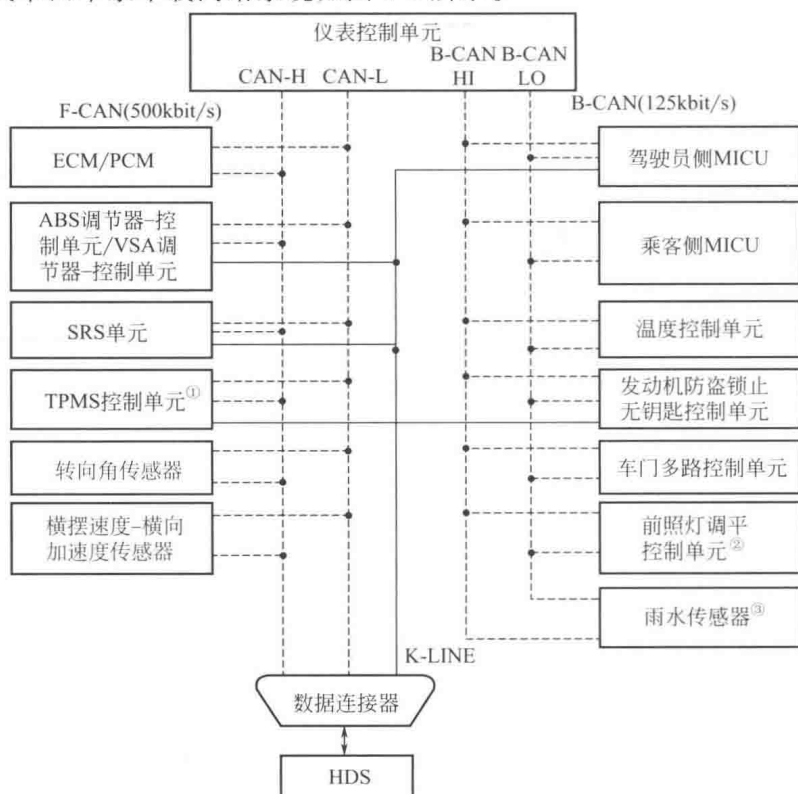 仪表控制单元
CAN-H CAN-L
B-CAN HI
B-CAN LO
F-CAN(500kbit/s)
B-CAN(125kbit/s)
ECM/PCM
ABS调节器-控
制单元/VSA调
节器-控制单元
SRS单元
TPMS控制单元①
转向角传感器
横摆速度-横向
加速度传感器
驾驶员侧MICU
乘客侧MICU
温度控制单元
发动机防盗锁止
无钥匙控制单元
车门多路控制单元
前照灯调平
控制单元②
雨水传感器③
K-LINE
数据连接器
HDS